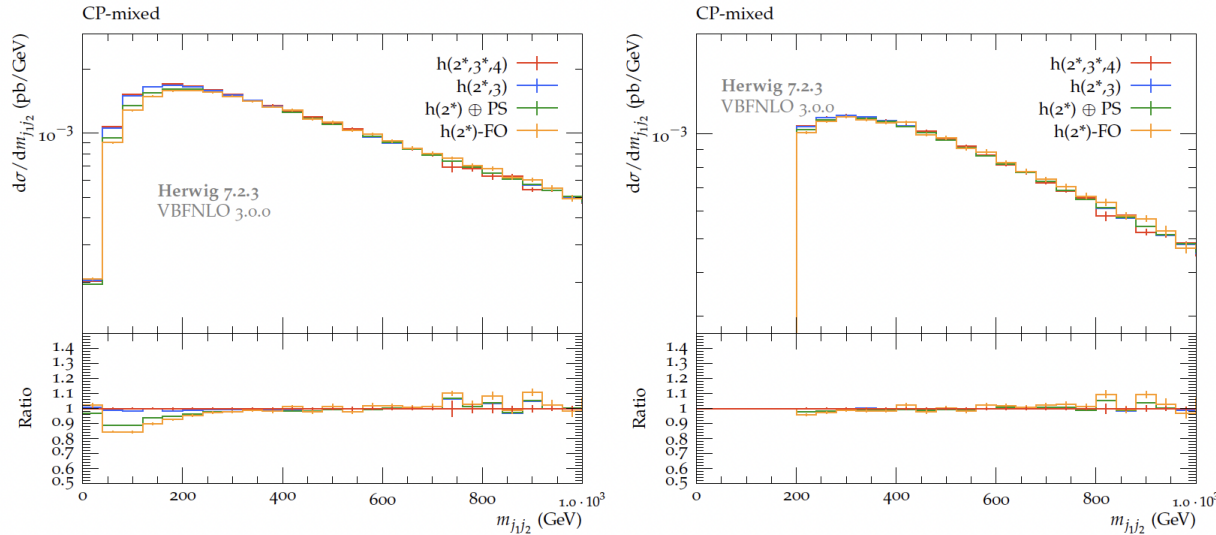 CP-mixed
dσ/dm_{j₁j₂} (pb/GeV)
10⁻³
h(2*,3*,4)
h(2*,3)
h(2*) ⊕ PS
h(2*)-FO
Herwig 7.2.3
VBFNLO 3.0.0
Ratio
1.4
1.3
1.2
1.1
1
0.9
0.8
0.7
0.6
0.5
0 200 400 600 800 1.0 · 10³
m_{j₁j₂} (GeV)
CP-mixed
dσ/dm_{j₁j₂} (pb/GeV)
10⁻³
Herwig 7.2.3
VBFNLO 3.0.0
h(2*,3*,4)
h(2*,3)
h(2*) ⊕ PS
h(2*)-FO
Ratio
1.4
1.3
1.2
1.1
1
0.9
0.8
0.7
0.6
0.5
0 200 400 600 800 1.0 · 10³
m_{j₁j₂} (GeV)